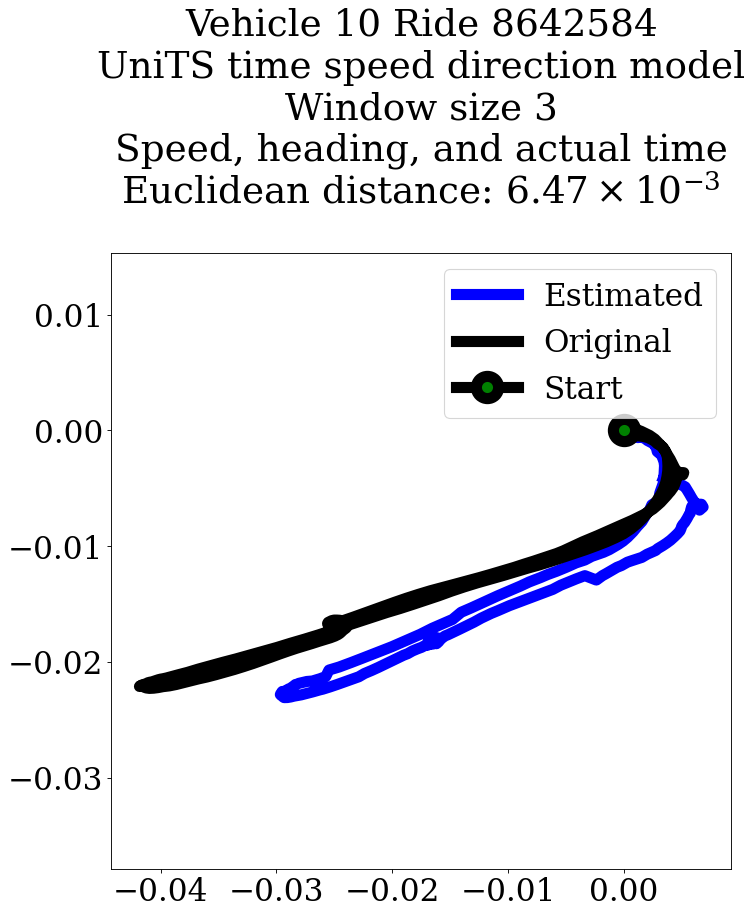 Vehicle 10 Ride 8642584
UniTS time speed direction model
Window size 3
Speed, heading, and actual time
Euclidean distance: 6.47 × 10⁻³
Estimated
Original
Start
0.01
0.00
−0.01
−0.02
−0.03
−0.04 −0.03 −0.02 −0.01 0.00